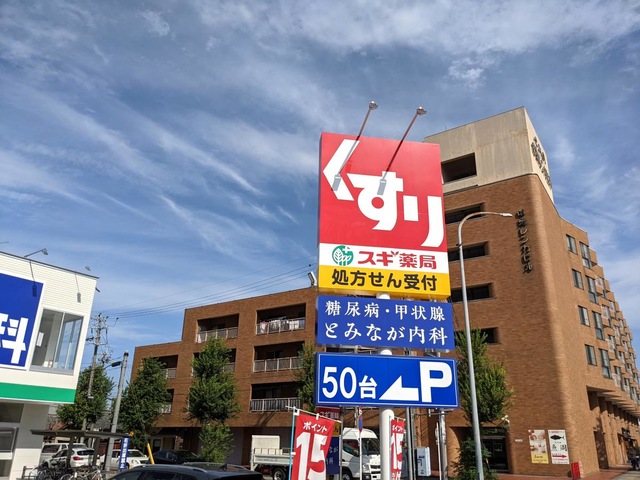 くすり
スギ薬局
処方せん受付
糖尿病・甲状腺
とみなが内科
50台
P
科
ポイント
15